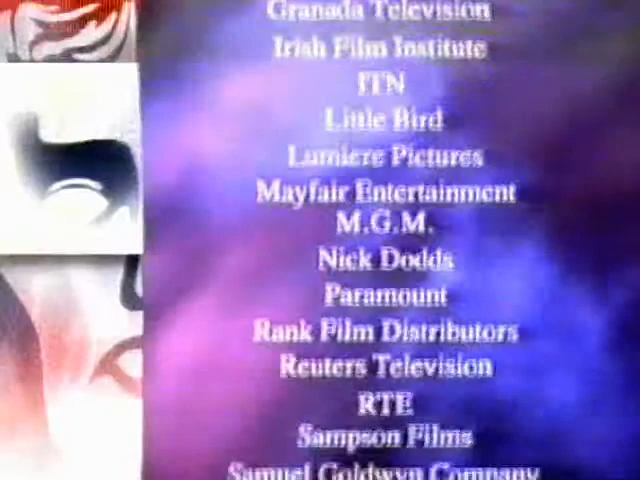 Granada Television
Irish Film Institute
ITN
Little Bird
Lumiere Pictures
Mayfair Entertainment
M.G.M.
Nick Dodds
Paramount
Rank Film Distributors
Reuters Television
RTE
Sampson Films
Samuel Goldwyn Company